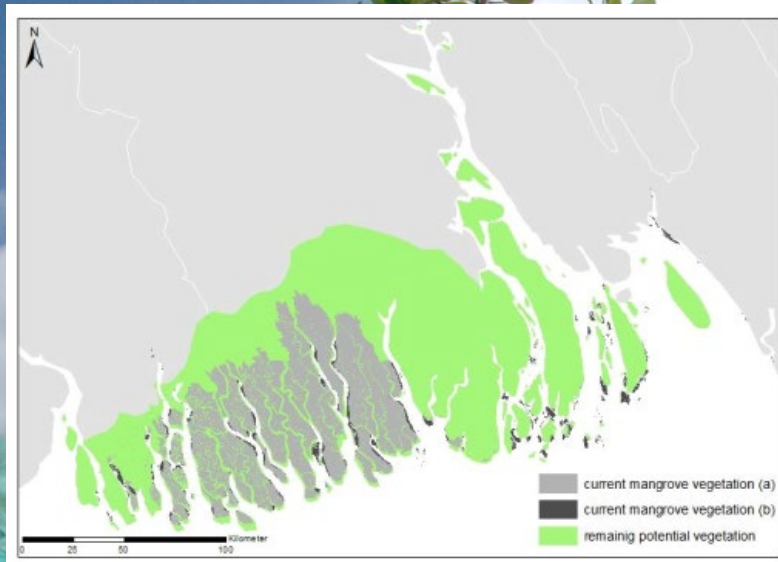 N
current mangrove vegetation (a)
current mangrove vegetation (b)
remainig potential vegetation
Kilometer
0 25 50 100